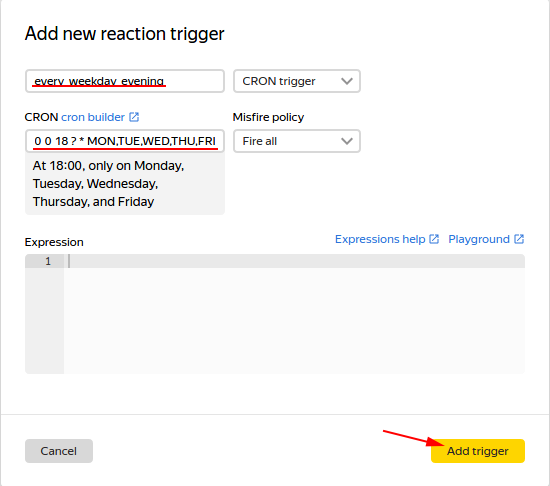 Add new reaction trigger
every_weekday_evening
CRON trigger
CRON cron builder
Misfire policy
0 0 18 ? * MON,TUE,WED,THU,FRI
Fire all
At 18:00, only on Monday,
Tuesday, Wednesday,
Thursday, and Friday
Expression
Expressions help
Playground
1
Cancel
Add trigger